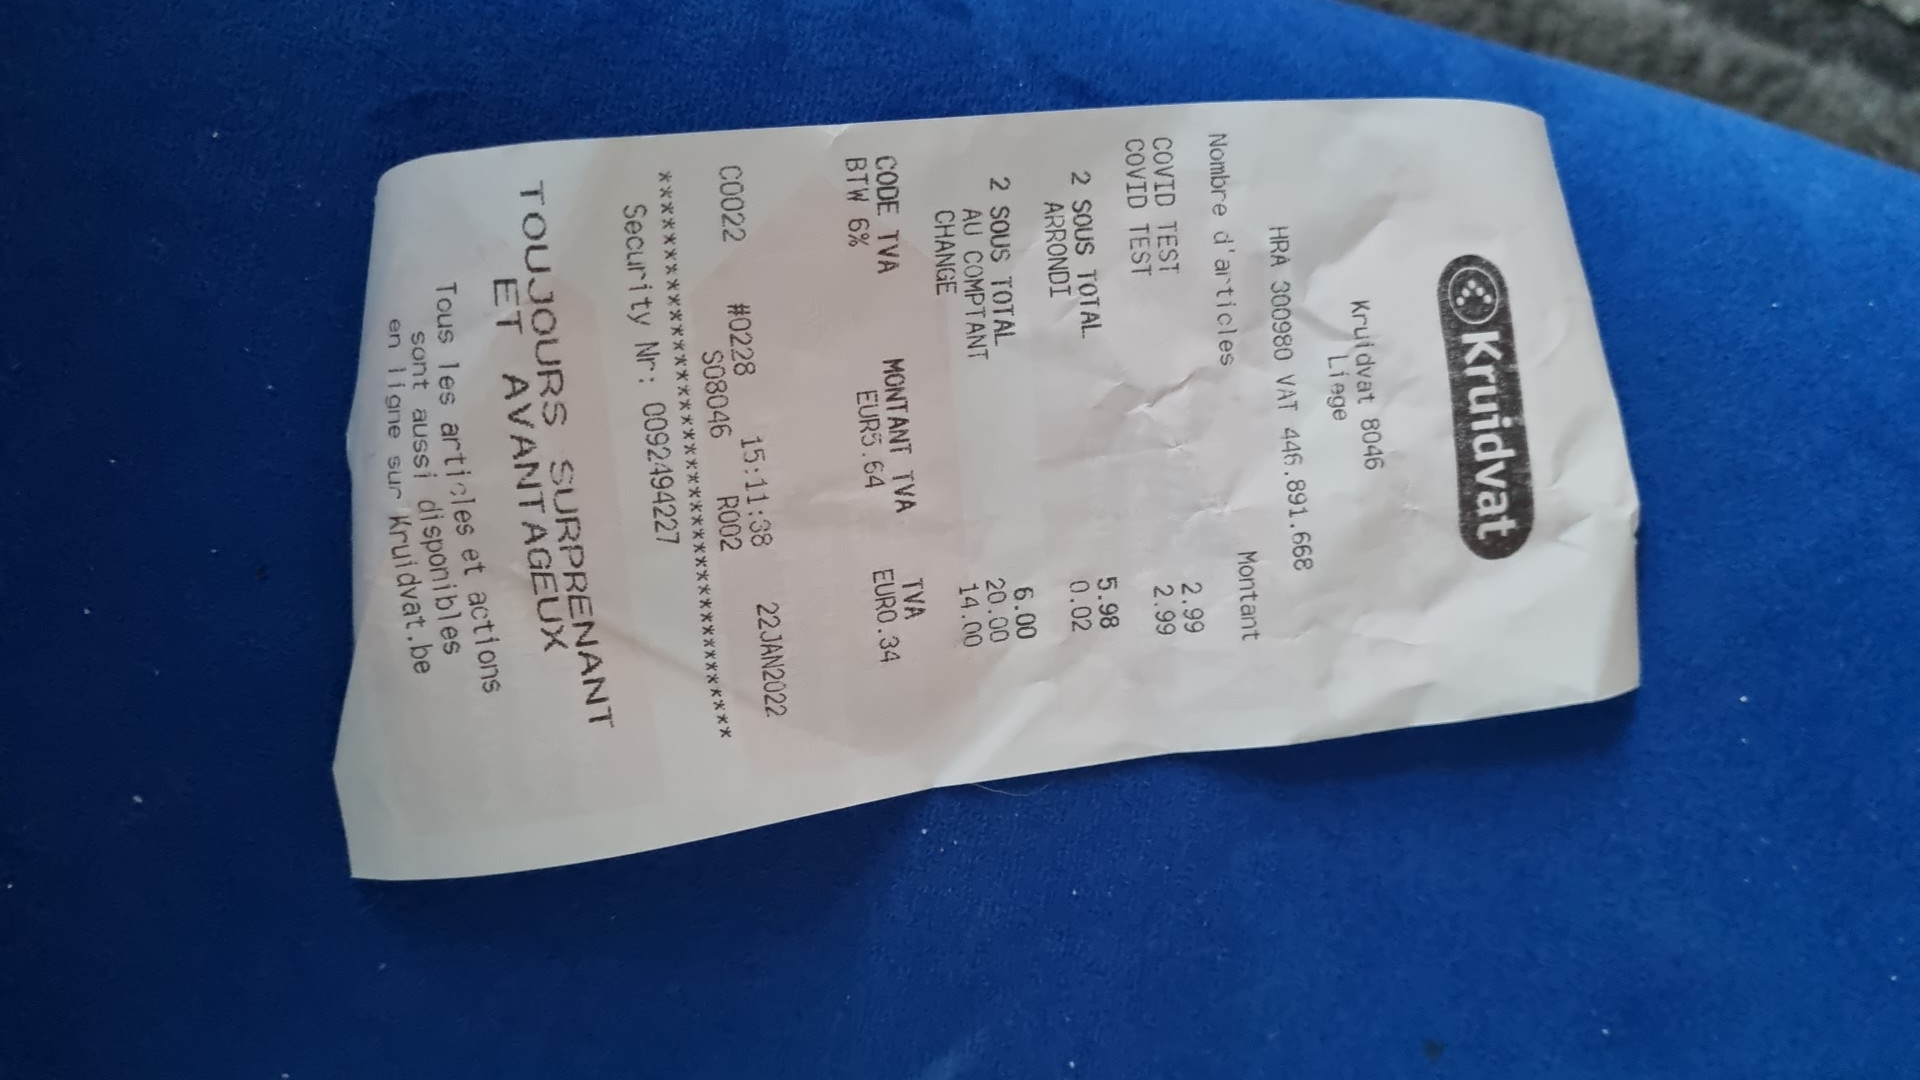 Kruidvat
Kruidvat 8046
Liege
HRA 300980 VAT 446.891.668
Nombre d'articles Montant
COVID TEST 2.99
COVID TEST 2.99
2 SOUS TOTAL 5.98
ARRONDI 0.02
2 SOUS TOTAL 6.00
AU COMPTANT 20.00
CHANGE 14.00
CODE TVA MONTANT TVA TVA
BTW 6% EUR5.64 EUR0.34
15:11:38 22JAN2022
C0022 #0228 S08046 R002
****************************************
Security Nr: 0092494227
TOUJOURS SURPRENANT
ET AVANTAGEUX
Tous les articles et actions
sont aussi disponibles
en ligne sur Kruidvat.be